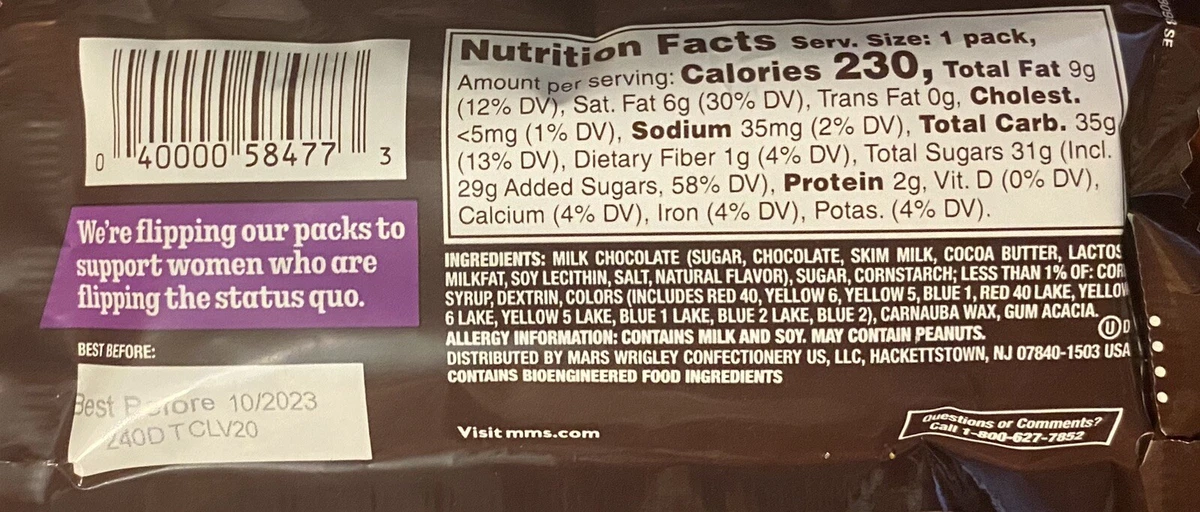 0 40000 58477 3
We're flipping our packs to
support women who are
flipping the status quo.
BEST BEFORE:
Best Before 10/2023
240DTCLV20
Nutrition Facts Serv. Size: 1 pack,
Amount per serving: Calories 230, Total Fat 9g
(12% DV), Sat. Fat 6g (30% DV), Trans Fat 0g, Cholest.
<5mg (1% DV), Sodium 35mg (2% DV), Total Carb. 35g
(13% DV), Dietary Fiber 1g (4% DV), Total Sugars 31g (Incl.
29g Added Sugars, 58% DV), Protein 2g, Vit. D (0% DV),
Calcium (4% DV), Iron (4% DV), Potas. (4% DV).
INGREDIENTS: MILK CHOCOLATE (SUGAR, CHOCOLATE, SKIM MILK, COCOA BUTTER, LACTOS
MILKFAT, SOY LECITHIN, SALT, NATURAL FLAVOR), SUGAR, CORNSTARCH; LESS THAN 1% OF: COR
SYRUP, DEXTRIN, COLORS (INCLUDES RED 40, YELLOW 6, YELLOW 5, BLUE 1, RED 40 LAKE, YELLOW
6 LAKE, YELLOW 5 LAKE, BLUE 1 LAKE, BLUE 2 LAKE, BLUE 2), CARNAUBA WAX, GUM ACACIA.
ALLERGY INFORMATION: CONTAINS MILK AND SOY. MAY CONTAIN PEANUTS. Ⓤ D
DISTRIBUTED BY MARS WRIGLEY CONFECTIONERY US, LLC, HACKETTSTOWN, NJ 07840-1503 USA
CONTAINS BIOENGINEERED FOOD INGREDIENTS
Visit mms.com
Questions or Comments?
Call 1-800-627-7852
SE